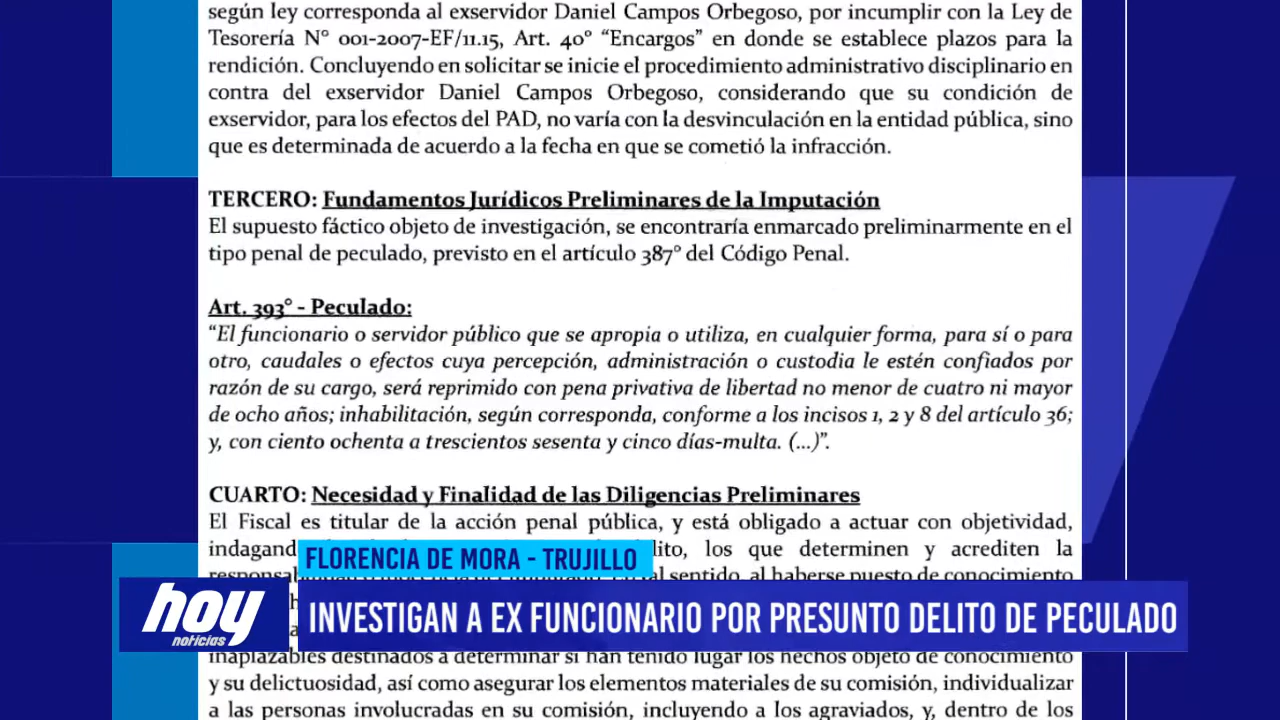 según ley corresponda al exservidor Daniel Campos Orbegoso, por incumplir con la Ley de
Tesorería N° 001-2007-EF/11.15, Art. 40° “Encargos” en donde se establece plazos para la
rendición. Concluyendo en solicitar se inicie el procedimiento administrativo disciplinario en
contra del exservidor Daniel Campos Orbegoso, considerando que su condición de
exservidor, para los efectos del PAD, no varía con la desvinculación en la entidad pública, sino
que es determinada de acuerdo a la fecha en que se cometió la infracción.
TERCERO: Fundamentos Jurídicos Preliminares de la Imputación
El supuesto fáctico objeto de investigación, se encontraría enmarcado preliminarmente en el
tipo penal de peculado, previsto en el artículo 387° del Código Penal.
Art. 393° - Peculado:
“El funcionario o servidor público que se apropia o utiliza, en cualquier forma, para sí o para
otro, caudales o efectos cuya percepción, administración o custodia le estén confiados por
razón de su cargo, será reprimido con pena privativa de libertad no menor de cuatro ni mayor
de ocho años; inhabilitación, según corresponda, conforme a los incisos 1, 2 y 8 del artículo 36;
y, con ciento ochenta a trescientos sesenta y cinco días-multa. (...)”.
CUARTO: Necesidad y Finalidad de las Diligencias Preliminares
El Fiscal es titular de la acción penal pública, y está obligado a actuar con objetividad,
los que determinen y acrediten la
sentido, al haberse puesto de conocimiento
FLORENCIA DE MORA - TRUJILLO
hoy
noticias
INVESTIGAN A EX FUNCIONARIO POR PRESUNTO DELITO DE PECULADO
inaplazables destinados a determinar si han tenido lugar los hechos objeto de conocimiento
y su delictuosidad, así como asegurar los elementos materiales de su comisión, individualizar
a las personas involucradas en su comisión, incluyendo a los agraviados, y, dentro de los